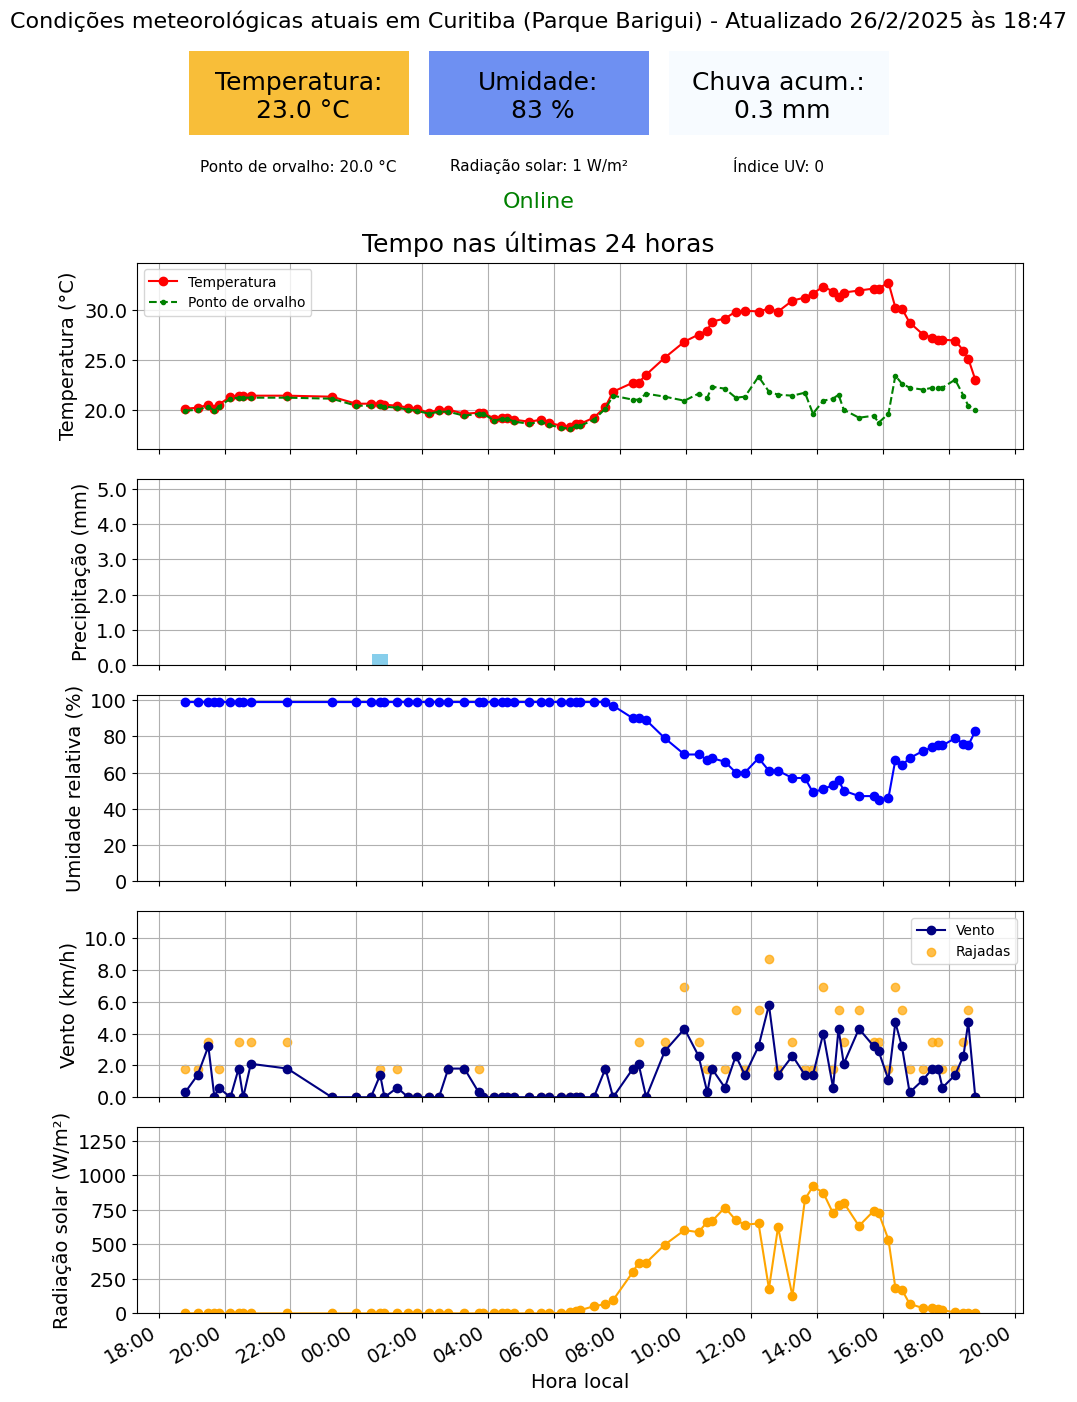 Condições meteorológicas atuais em Curitiba (Parque Barigui) - Atualizado 26/2/2025 às 18:47
Temperatura:
23.0 °C
Umidade:
83 %
Chuva acum.:
0.3 mm
Ponto de orvalho: 20.0 °C
Radiação solar: 1 W/m²
Índice UV: 0
Online
Tempo nas últimas 24 horas
Temperatura (°C)
30.0
25.0
20.0
Temperatura
Ponto de orvalho
Precipitação (mm)
5.0
4.0
3.0
2.0
1.0
0.0
Umidade relativa (%)
100
80
60
40
20
0
Vento (km/h)
10.0
8.0
6.0
4.0
2.0
0.0
Vento
Rajadas
Radiação solar (W/m²)
1250
1000
750
500
250
0
18:00
20:00
22:00
00:00
02:00
04:00
06:00
08:00
10:00
12:00
14:00
16:00
18:00
20:00
Hora local